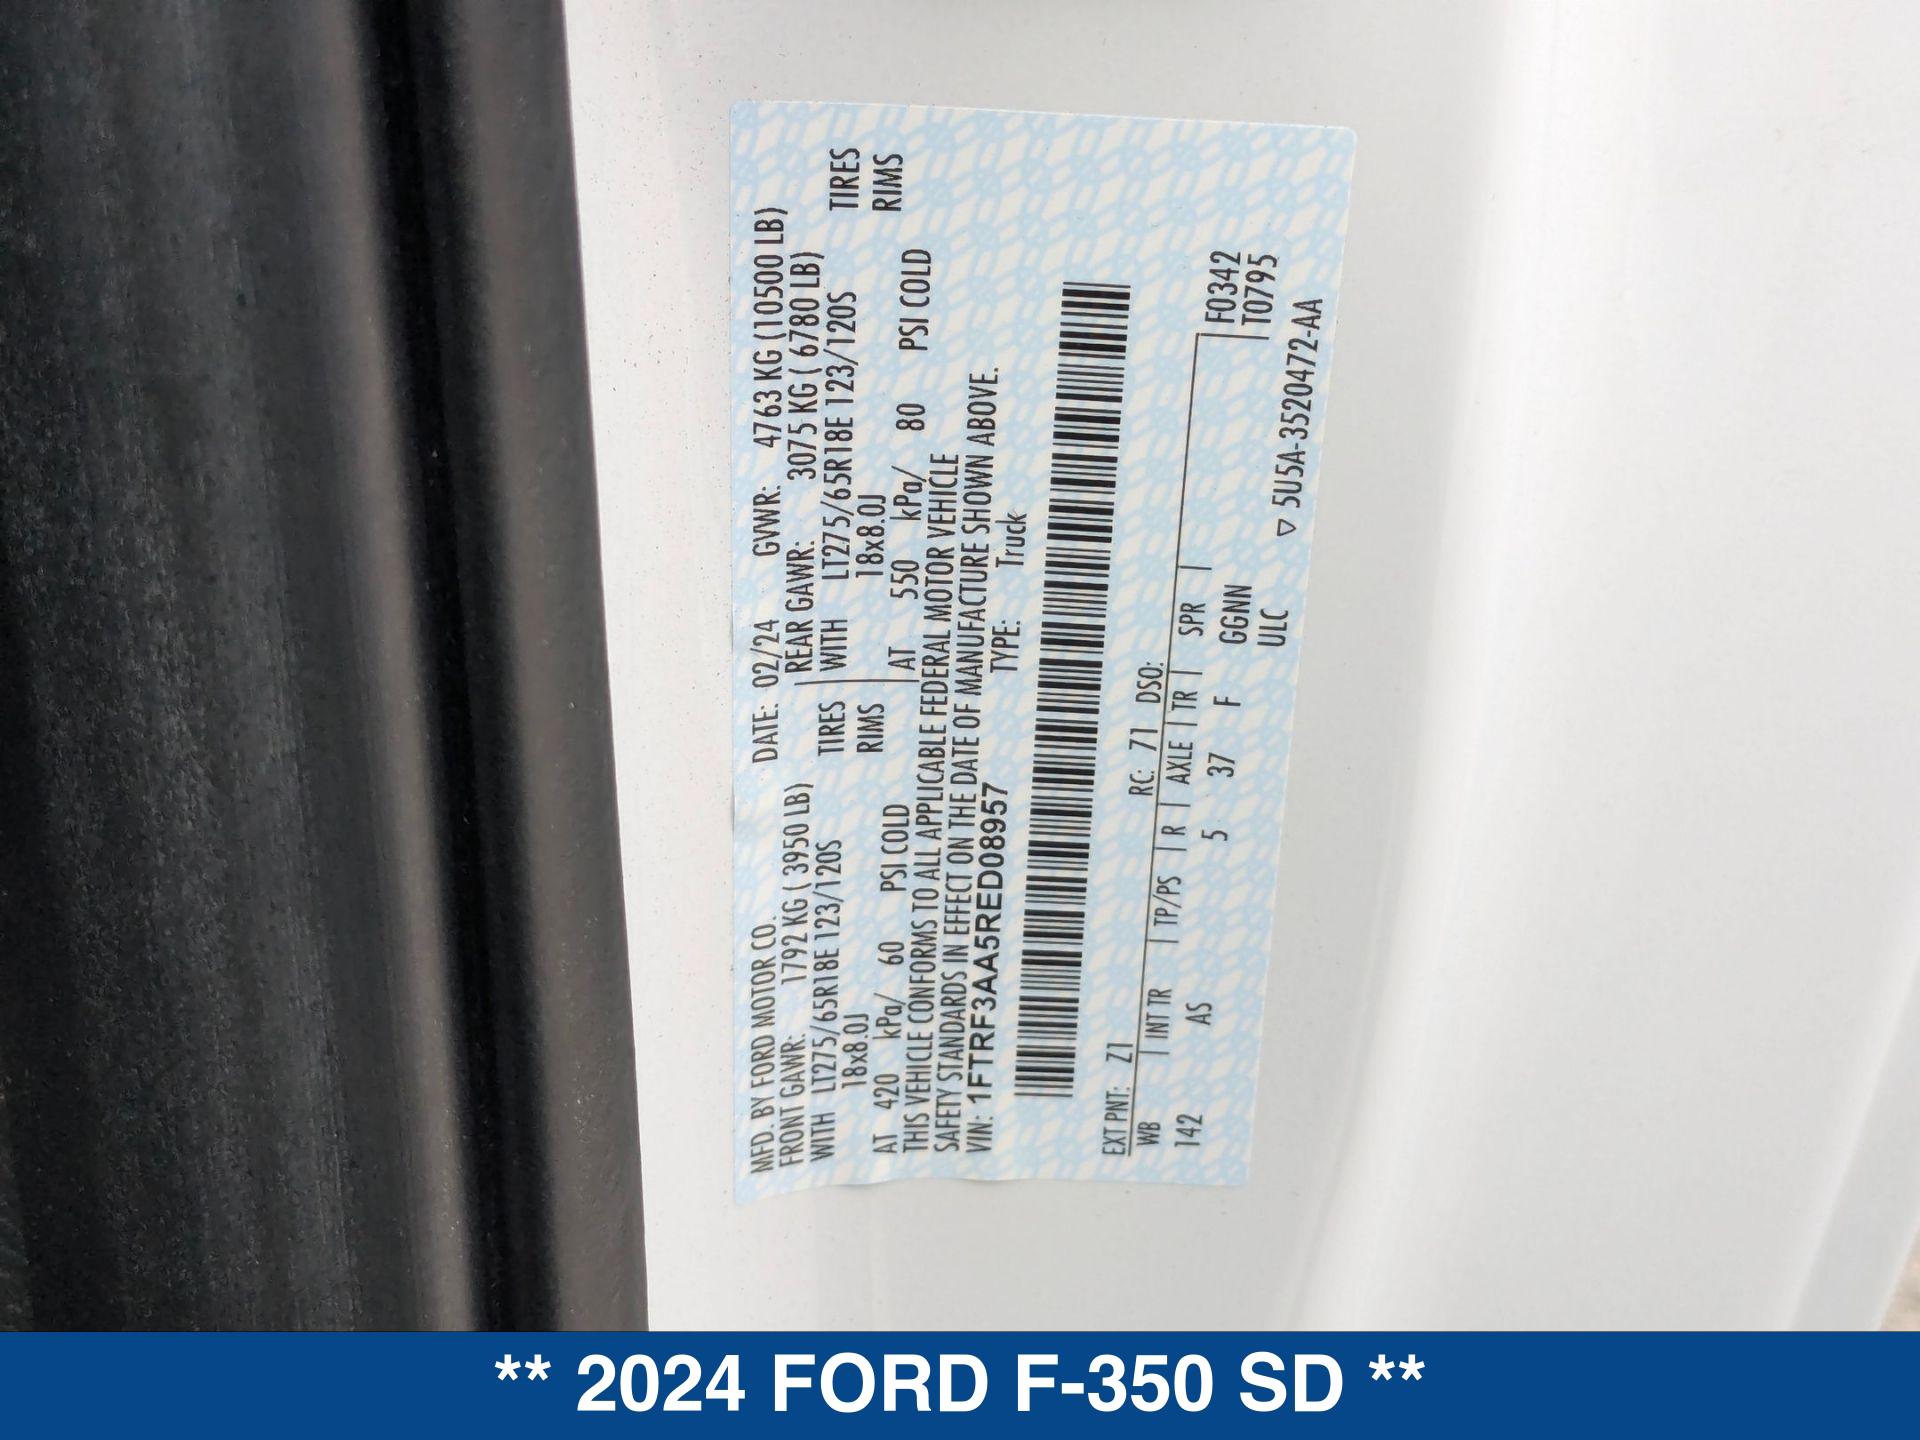 MFD. BY FORD MOTOR CO. DATE: 02/24 GVWR: 4763 KG (10500 LB)
FRONT GAWR: 1792 KG ( 3950 LB) REAR GAWR: 3075 KG ( 6780 LB)
WITH LT275/65R18E 123/120S TIRES WITH LT275/65R18E 123/120S TIRES
18x8.0J RIMS 18x8.0J RIMS
AT 420 kPa/ 60 PSI COLD AT 550 kPa/ 80 PSI COLD
THIS VEHICLE CONFORMS TO ALL APPLICABLE FEDERAL MOTOR VEHICLE
SAFETY STANDARDS IN EFFECT ON THE DATE OF MANUFACTURE SHOWN ABOVE.
VIN: 1FTRF3AA5RED08957 TYPE: Truck
EXT PNT: Z1 RC: 71 DSO: F0342
WB | INT TR | TP/PS | R | AXLE | TR | SPR | T0795
142 AS 5 37 F GGNN
ULC ▽ 5U5A-3520472-AA
** 2024 FORD F-350 SD **